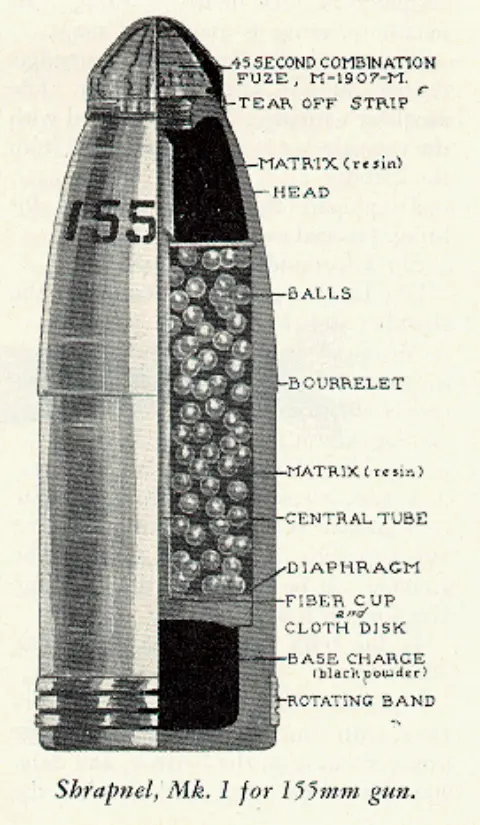 45 SECOND COMBINATION
FUZE, M-1907-M.
TEAR OFF STRIP
MATRIX (resin)
HEAD
155
BALLS
BOURRELET
MATRIX (resin)
CENTRAL TUBE
DIAPHRAGM
FIBER CUP
and
CLOTH DISK
BASE CHARGE
(black powder)
ROTATING BAND
Shrapnel, Mk. 1 for 155mm gun.